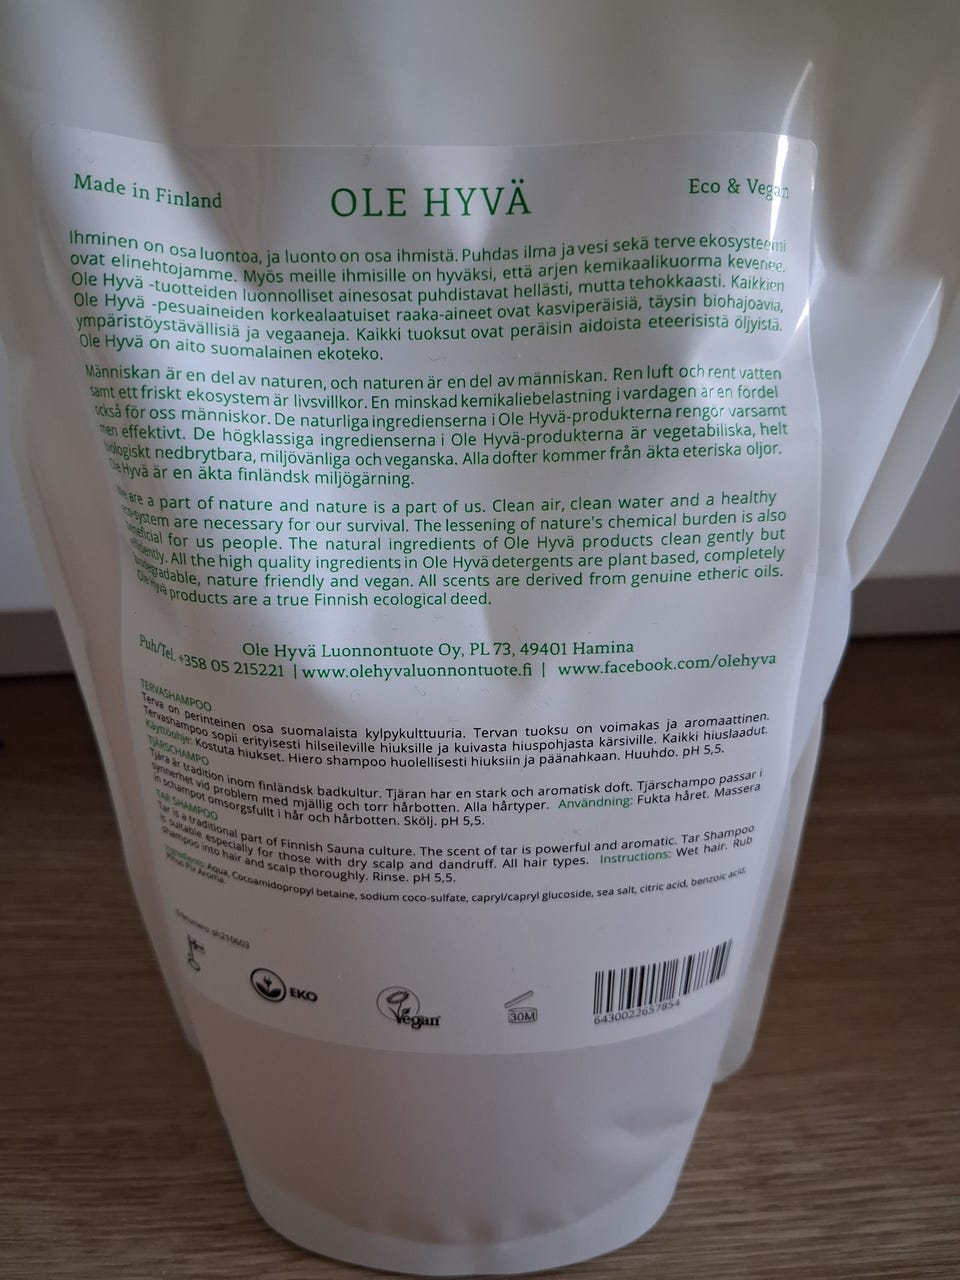 Made in Finland
OLE HYVÄ
Eco & Vegan
Ihminen on osa luontoa, ja luonto on osa ihmistä. Puhdas ilma ja vesi sekä terve ekosysteemi
ovat elinehtojamme. Myös meille ihmisille on hyväksi, että arjen kemikaalikuorma kevenee.
Ole Hyvä -tuotteiden luonnolliset ainesosat puhdistavat hellästi, mutta tehokkaasti. Kaikkien
Ole Hyvä -pesuaineiden korkealaatuiset raaka-aineet ovat kasviperäisiä, täysin biohajoavia,
ympäristöystävällisiä ja vegaaneja. Kaikki tuoksut ovat peräisin aidoista eteerisistä öljyistä.
Ole Hyvä on aito suomalainen ekoteko.
Människan är en del av naturen, och naturen är en del av människan. Ren luft och rent vatten
samt ett friskt ekosystem är livsvillkor. En minskad kemikaliebelastning i vardagen är en fördel
också för oss människor. De naturliga ingredienserna i Ole Hyvä-produkterna rengör varsamt
men effektivt. De högklassiga ingredienserna i Ole Hyvä-produkterna är vegetabiliska, helt
biologiskt nedbrytbara, miljövänliga och veganska. Alla dofter kommer från äkta eteriska oljor.
Ole Hyvä är en äkta finländsk miljögärning.
We are a part of nature and nature is a part of us. Clean air, clean water and a healthy
eco-system are necessary for our survival. The lessening of nature's chemical burden is also
beneficial for us people. The natural ingredients of Ole Hyvä products clean gently but
efficiently. All the high quality ingredients in Ole Hyvä detergents are plant based, completely
biodegradable, nature friendly and vegan. All scents are derived from genuine etheric oils.
Ole Hyvä products are a true Finnish ecological deed.
Ole Hyvä Luonnontuote Oy, PL 73, 49401 Hamina
Puh/Tel. +358 05 215221 | www.olehyvaluonnontuote.fi | www.facebook.com/olehyva
TERVASHAMPOO
Terva on perinteinen osa suomalaista kylpykulttuuria. Tervan tuoksu on voimakas ja aromaattinen.
Tervashampoo sopii erityisesti hilseileville hiuksille ja kuivasta hiuspohjasta kärsiville. Kaikki hiuslaadut.
Käyttöohje: Kostuta hiukset. Hiero shampoo huolellisesti hiuksiin ja päänahkaan. Huuhdo. pH 5,5.
TJÄRSCHAMPO
Tjära är tradition inom finländsk badkultur. Tjäran har en stark och aromatisk doft. Tjärschampo passar i
synnerhet vid problem med mjällig och torr hårbotten. Alla hårtyper. Användning: Fukta håret. Massera
in schampot omsorgsfullt i hår och hårbotten. Skölj. pH 5,5.
TAR SHAMPOO
Tar is a traditional part of Finnish Sauna culture. The scent of tar is powerful and aromatic. Tar Shampoo
is suitable especially for those with dry scalp and dandruff. All hair types. Instructions: Wet hair. Rub
shampoo into hair and scalp thoroughly. Rinse. pH 5,5.
Ingredients: Aqua, Cocoamidopropyl betaine, sodium coco-sulfate, capryl/capryl glucoside, sea salt, citric acid, benzoic acid,
Pinus Pix Aroma.
Eränumero: sh210603
EKO
Vegan
30M
6430022657854